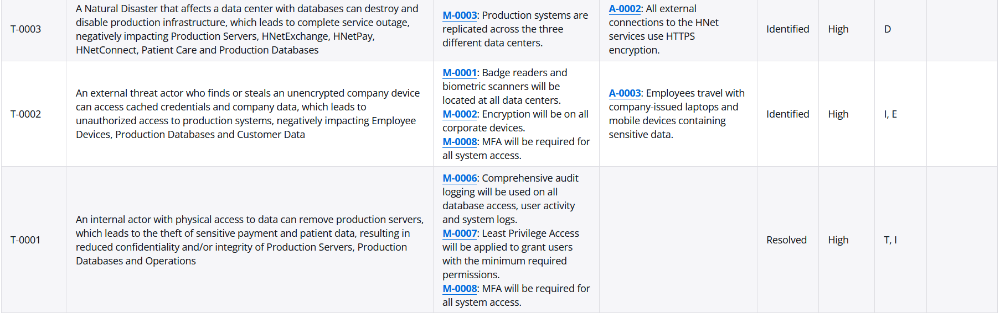 T-0003
A Natural Disaster that affects a data center with databases can destroy and
disable production infrastructure, which leads to complete service outage,
negatively impacting Production Servers, HNetExchange, HNetPay,
HNetConnect, Patient Care and Production Databases
M-0003: Production systems are
replicated across the three
different data centers.
A-0002: All external
connections to the HNet
services use HTTPS
encryption.
Identified
High
D
T-0002
An external threat actor who finds or steals an unencrypted company device
can access cached credentials and company data, which leads to
unauthorized access to production systems, negatively impacting Employee
Devices, Production Databases and Customer Data
M-0001: Badge readers and
biometric scanners will be
located at all data centers.
M-0002: Encryption will be on all
corporate devices.
M-0008: MFA will be required for
all system access.
A-0003: Employees travel with
company-issued laptops and
mobile devices containing
sensitive data.
Identified
High
I, E
T-0001
An internal actor with physical access to data can remove production servers,
which leads to the theft of sensitive payment and patient data, resulting in
reduced confidentiality and/or integrity of Production Servers, Production
Databases and Operations
M-0006: Comprehensive audit
logging will be used on all
database access, user activity
and system logs.
M-0007: Least Privilege Access
will be applied to grant users
with the minimum required
permissions.
M-0008: MFA will be required for
all system access.
Resolved
High
T, I